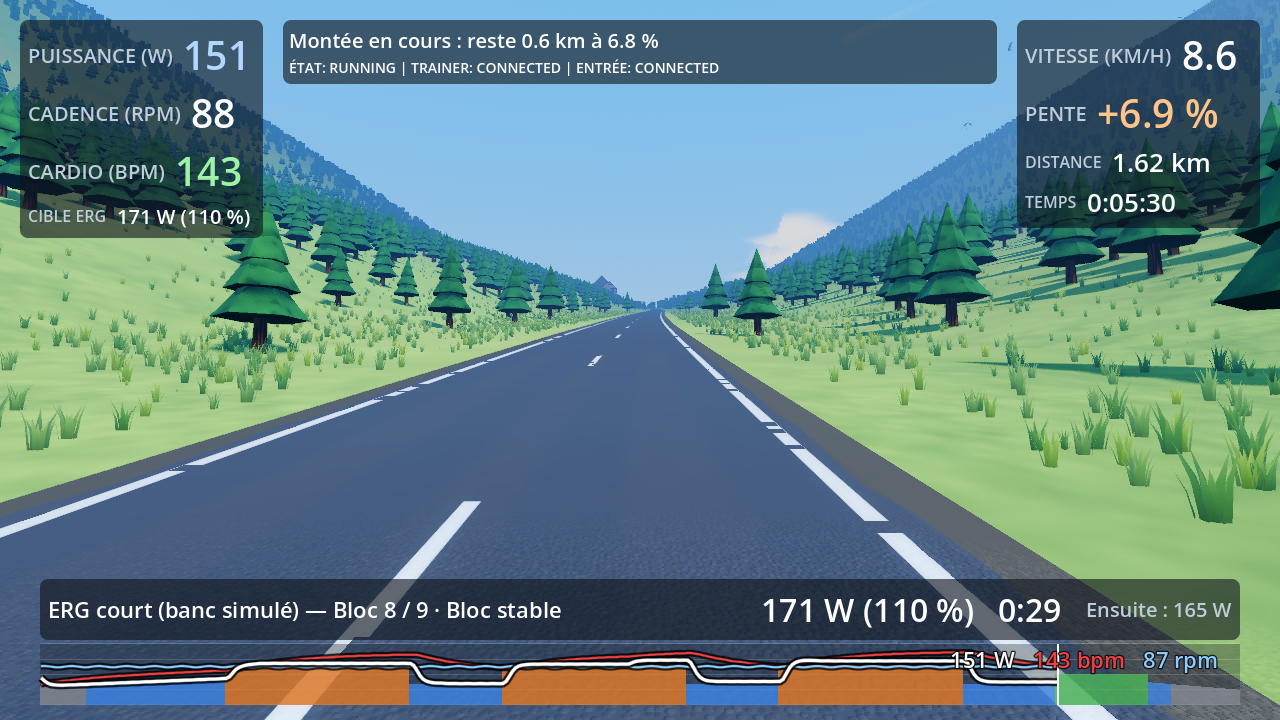 PUISSANCE (W) 151
CADENCE (RPM) 88
CARDIO (BPM) 143
CIBLE ERG 171 W (110 %)
Montée en cours : reste 0.6 km à 6.8 %
ÉTAT: RUNNING | TRAINER: CONNECTED | ENTRÉE: CONNECTED
VITESSE (KM/H) 8.6
PENTE +6.9 %
DISTANCE 1.62 km
TEMPS 0:05:30
ERG court (banc simulé) — Bloc 8 / 9 · Bloc stable 171 W (110 %) 0:29 Ensuite : 165 W
151 W 143 bpm 87 rpm